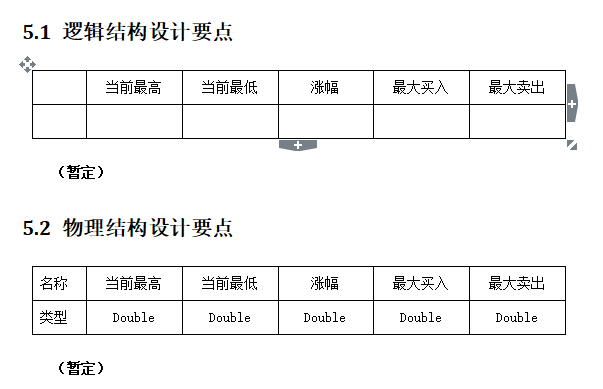 5.1 逻辑结构设计要点
当前最高 当前最低 涨幅 最大买入 最大卖出
（暂定）
5.2 物理结构设计要点
名称 当前最高 当前最低 涨幅 最大买入 最大卖出
类型 Double Double Double Double Double
（暂定）